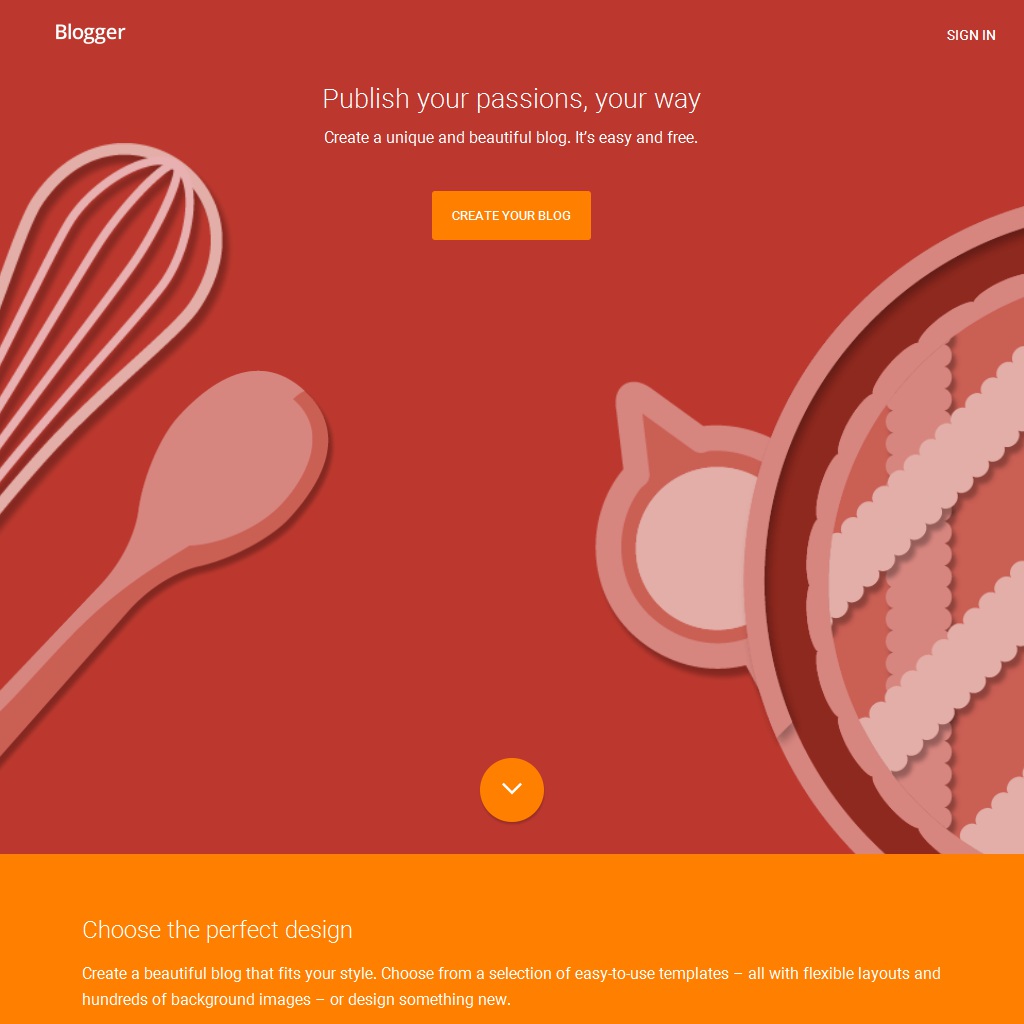 Blogger
SIGN IN
Publish your passions, your way
Create a unique and beautiful blog. It’s easy and free.
CREATE YOUR BLOG
Choose the perfect design
Create a beautiful blog that fits your style. Choose from a selection of easy-to-use templates – all with flexible layouts and
hundreds of background images – or design something new.